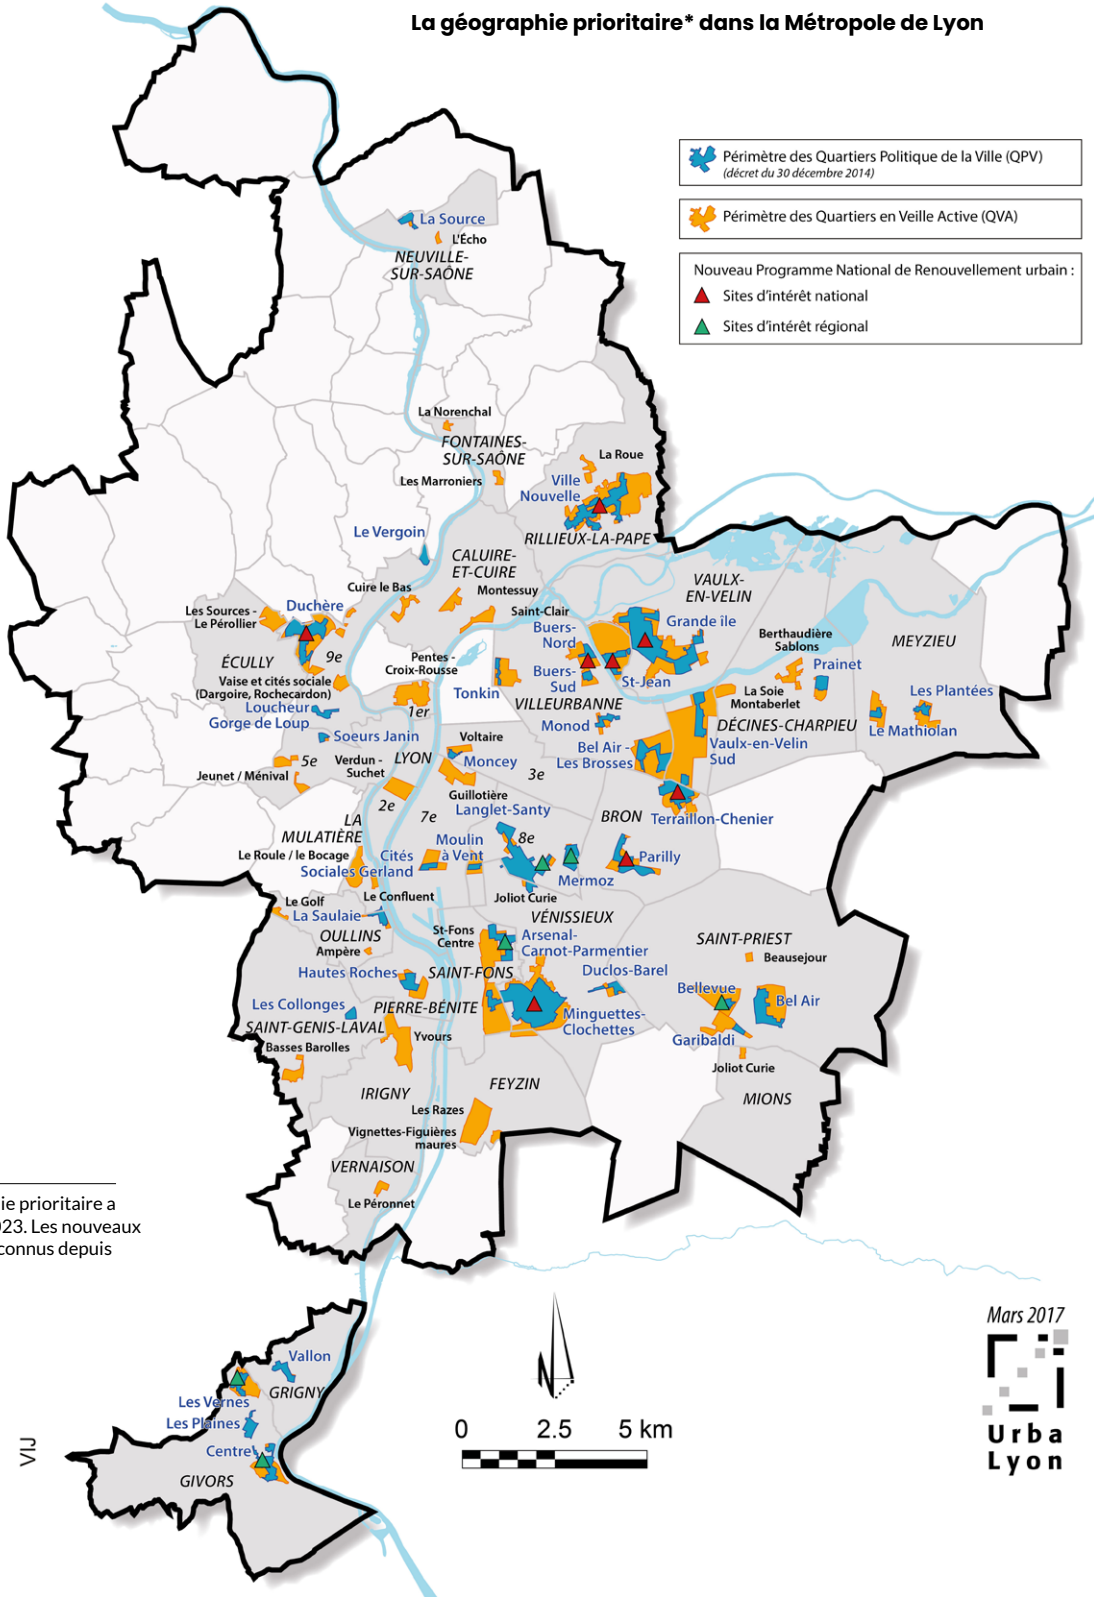 La géographie prioritaire* dans la Métropole de Lyon
Périmètre des Quartiers Politique de la Ville (QPV)
(décret du 30 décembre 2014)
Périmètre des Quartiers en Veille Active (QVA)
Nouveau Programme National de Renouvellement urbain :
Sites d'intérêt national
Sites d'intérêt régional
La Source
L'Écho
NEUVILLE-
SUR-SAÔNE
La Norenchal
FONTAINES-
SUR-SAÔNE
Les Marroniers
La Roue
Ville
Nouvelle
RILLIEUX-LA-PAPE
Le Vergoin
CALUIRE-
ET-CUIRE
Cuire le Bas
Montessuy
VAULX-
EN-VELIN
Les Sources -
Le Pérollier
Duchère
Saint-Clair
Buers-
Nord
Grande île
Berthaudière
Sablons
MEYZIEU
ÉCULLY
9e
Pentes -
Croix-Rousse
Prainet
Vaise et cités sociale
(Dargoire, Rochecardon)
Buers-
Sud
St-Jean
Tonkin
La Soie
Montaberlet
Les Plantées
Loucheur
Gorge de Loup
1er
VILLEURBANNE
Monod
DÉCINES-CHARPIEU
Le Mathiolan
Soeurs Janin
Voltaire
Bel Air -
Les Brosses
Vaulx-en-Velin
Sud
5e
Verdun -
Suchet
LYON
Moncey
Jeunet / Ménival
3e
Guillotière
2e
7e
Langlet-Santy
BRON
Terraillon-Chenier
LA
MULATIÈRE
8e
Moulin
à Vent
Le Roule / le Bocage
Cités
Sociales Gerland
Parilly
Mermoz
Le Confluent
Joliot Curie
Le Golf
La Saulaie
VÉNISSIEUX
OULLINS
St-Fons
Centre
Arsenal-
Carnot-Parmentier
SAINT-PRIEST
Ampère
Beausejour
Hautes Roches
SAINT-FONS
Duclos-Barel
Bellevue
Bel Air
Les Collonges
PIERRE-BÉNITE
Minguettes-
Clochettes
SAINT-GENIS-LAVAL
Yvours
Garibaldi
Basses Barolles
Joliot Curie
IRIGNY
FEYZIN
MIONS
Les Razes
Vignettes-Figuières
maures
VERNAISON
Le Péronnet
ie prioritaire a
023. Les nouveaux
connus depuis
Vallon
GRIGNY
Les Vernes
Les Plaines
Centre
GIVORS
VIJ
N
0 2.5 5 km
Mars 2017
Urba
Lyon